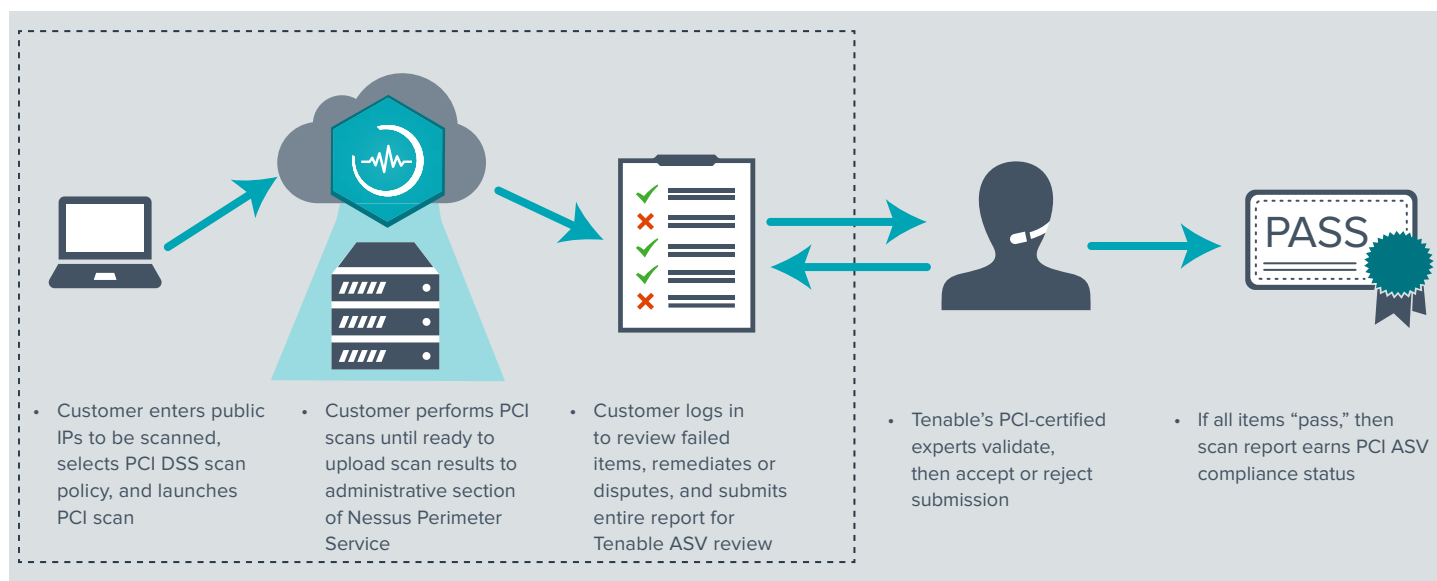 PASS
• Customer enters public
IPs to be scanned,
selects PCI DSS scan
policy, and launches
PCI scan
• Customer performs PCI
scans until ready to
upload scan results to
administrative section
of Nessus Perimeter
Service
• Customer logs in
to review failed
items, remediates or
disputes, and submits
entire report for
Tenable ASV review
• Tenable’s PCI-certified
experts validate,
then accept or reject
submission
• If all items “pass,” then
scan report earns PCI ASV
compliance status